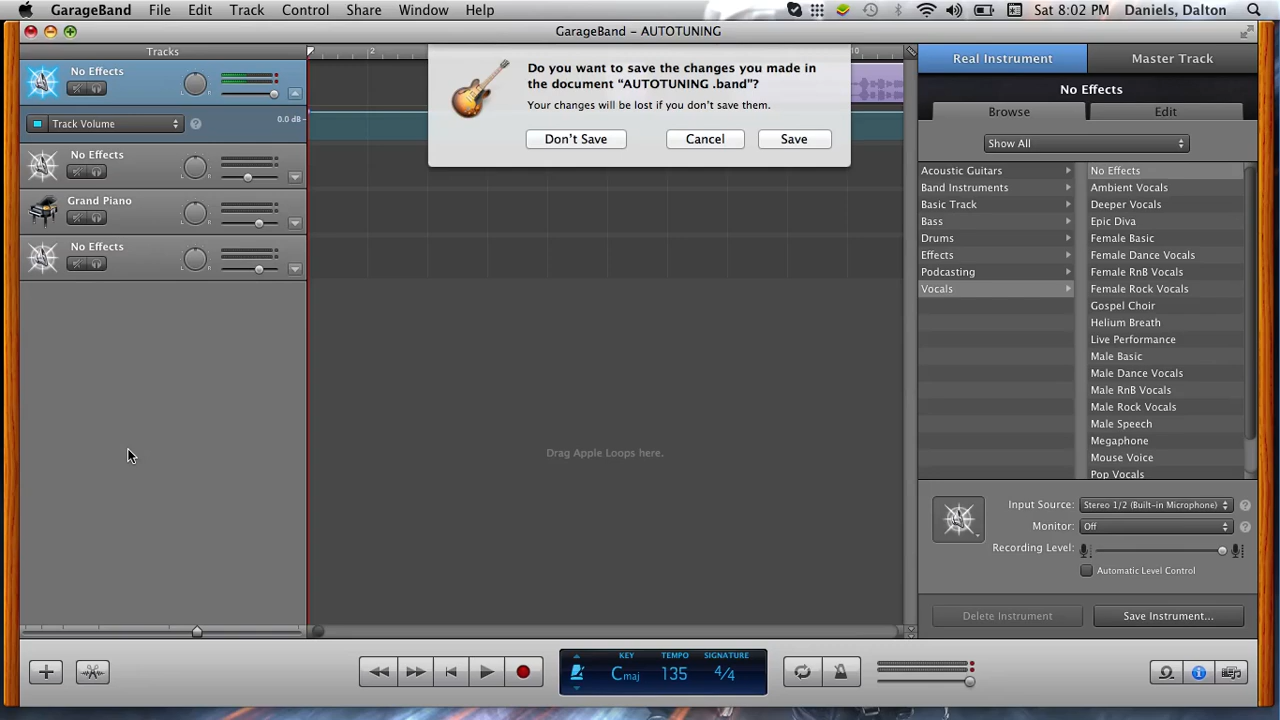 GarageBand File Edit Track Control Share Window Help Sat 8:02 PM Daniels, Dalton
GarageBand – AUTOTUNING
Tracks
2
10
Do you want to save the changes you made in
the document “AUTOTUNING .band”?
Your changes will be lost if you don’t save them.
Don’t Save Cancel Save
No Effects
Track Volume
?
0.0 dB
No Effects
Grand Piano
No Effects
L R
L R
L R
L R
Drag Apple Loops here.
Real Instrument Master Track
No Effects
Browse Edit
Show All
Acoustic Guitars
Band Instruments
Basic Track
Bass
Drums
Effects
Podcasting
Vocals
No Effects
Ambient Vocals
Deeper Vocals
Epic Diva
Female Basic
Female Dance Vocals
Female RnB Vocals
Female Rock Vocals
Gospel Choir
Helium Breath
Live Performance
Male Basic
Male Dance Vocals
Male RnB Vocals
Male Rock Vocals
Male Speech
Megaphone
Mouse Voice
Pop Vocals
Input Source: Stereo 1/2 (Built-in Microphone) ?
Monitor: Off ?
Recording Level:
Automatic Level Control
Delete Instrument Save Instrument...
KEY TEMPO SIGNATURE
Cmaj 135 4/4